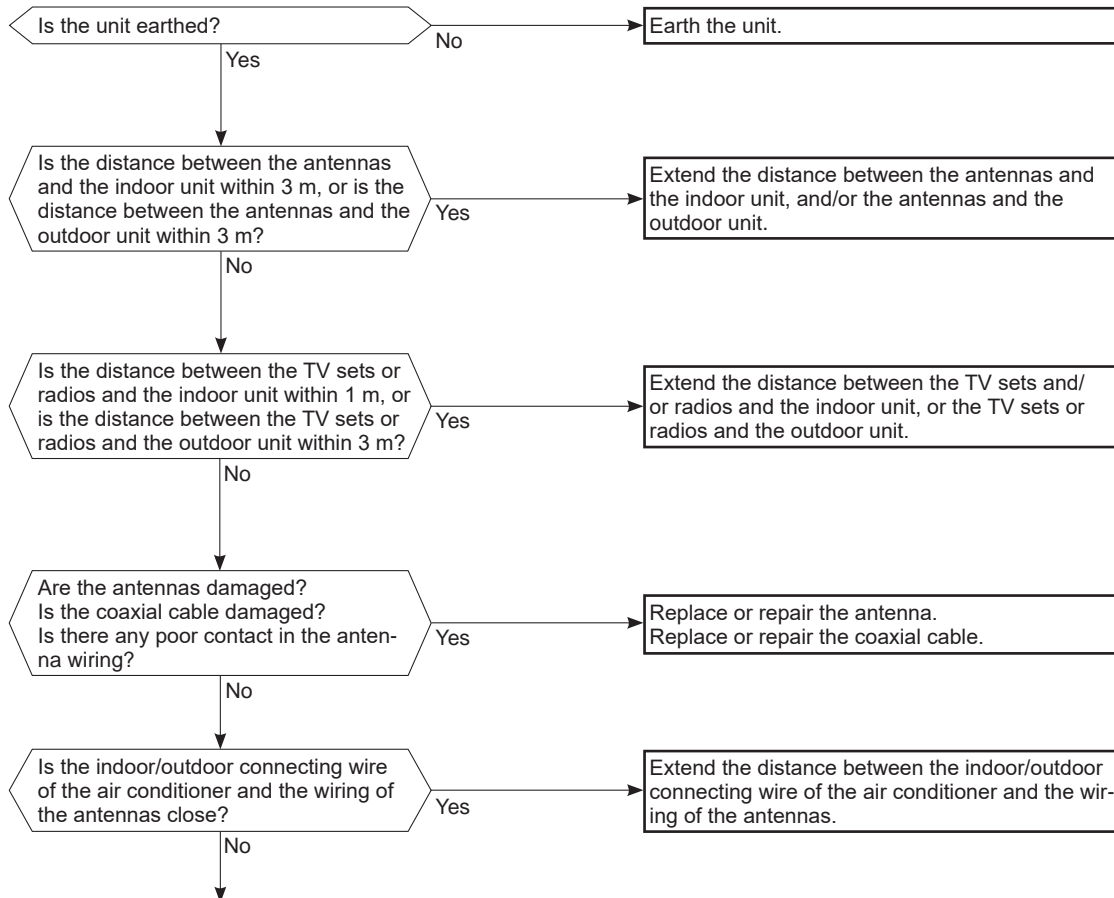 Is the unit earthed?
No
Earth the unit.
Yes
Is the distance between the antennas
and the indoor unit within 3 m, or is the
distance between the antennas and the
outdoor unit within 3 m?
Yes
Extend the distance between the antennas and
the indoor unit, and/or the antennas and the
outdoor unit.
No
Is the distance between the TV sets or
radios and the indoor unit within 1 m, or
is the distance between the TV sets or
radios and the outdoor unit within 3 m?
Yes
Extend the distance between the TV sets and/
or radios and the indoor unit, or the TV sets or
radios and the outdoor unit.
No
Are the antennas damaged?
Is the coaxial cable damaged?
Is there any poor contact in the anten-
na wiring?
Yes
Replace or repair the antenna.
Replace or repair the coaxial cable.
No
Is the indoor/outdoor connecting wire
of the air conditioner and the wiring of
the antennas close?
Yes
Extend the distance between the indoor/outdoor
connecting wire of the air conditioner and the wir-
ing of the antennas.
No